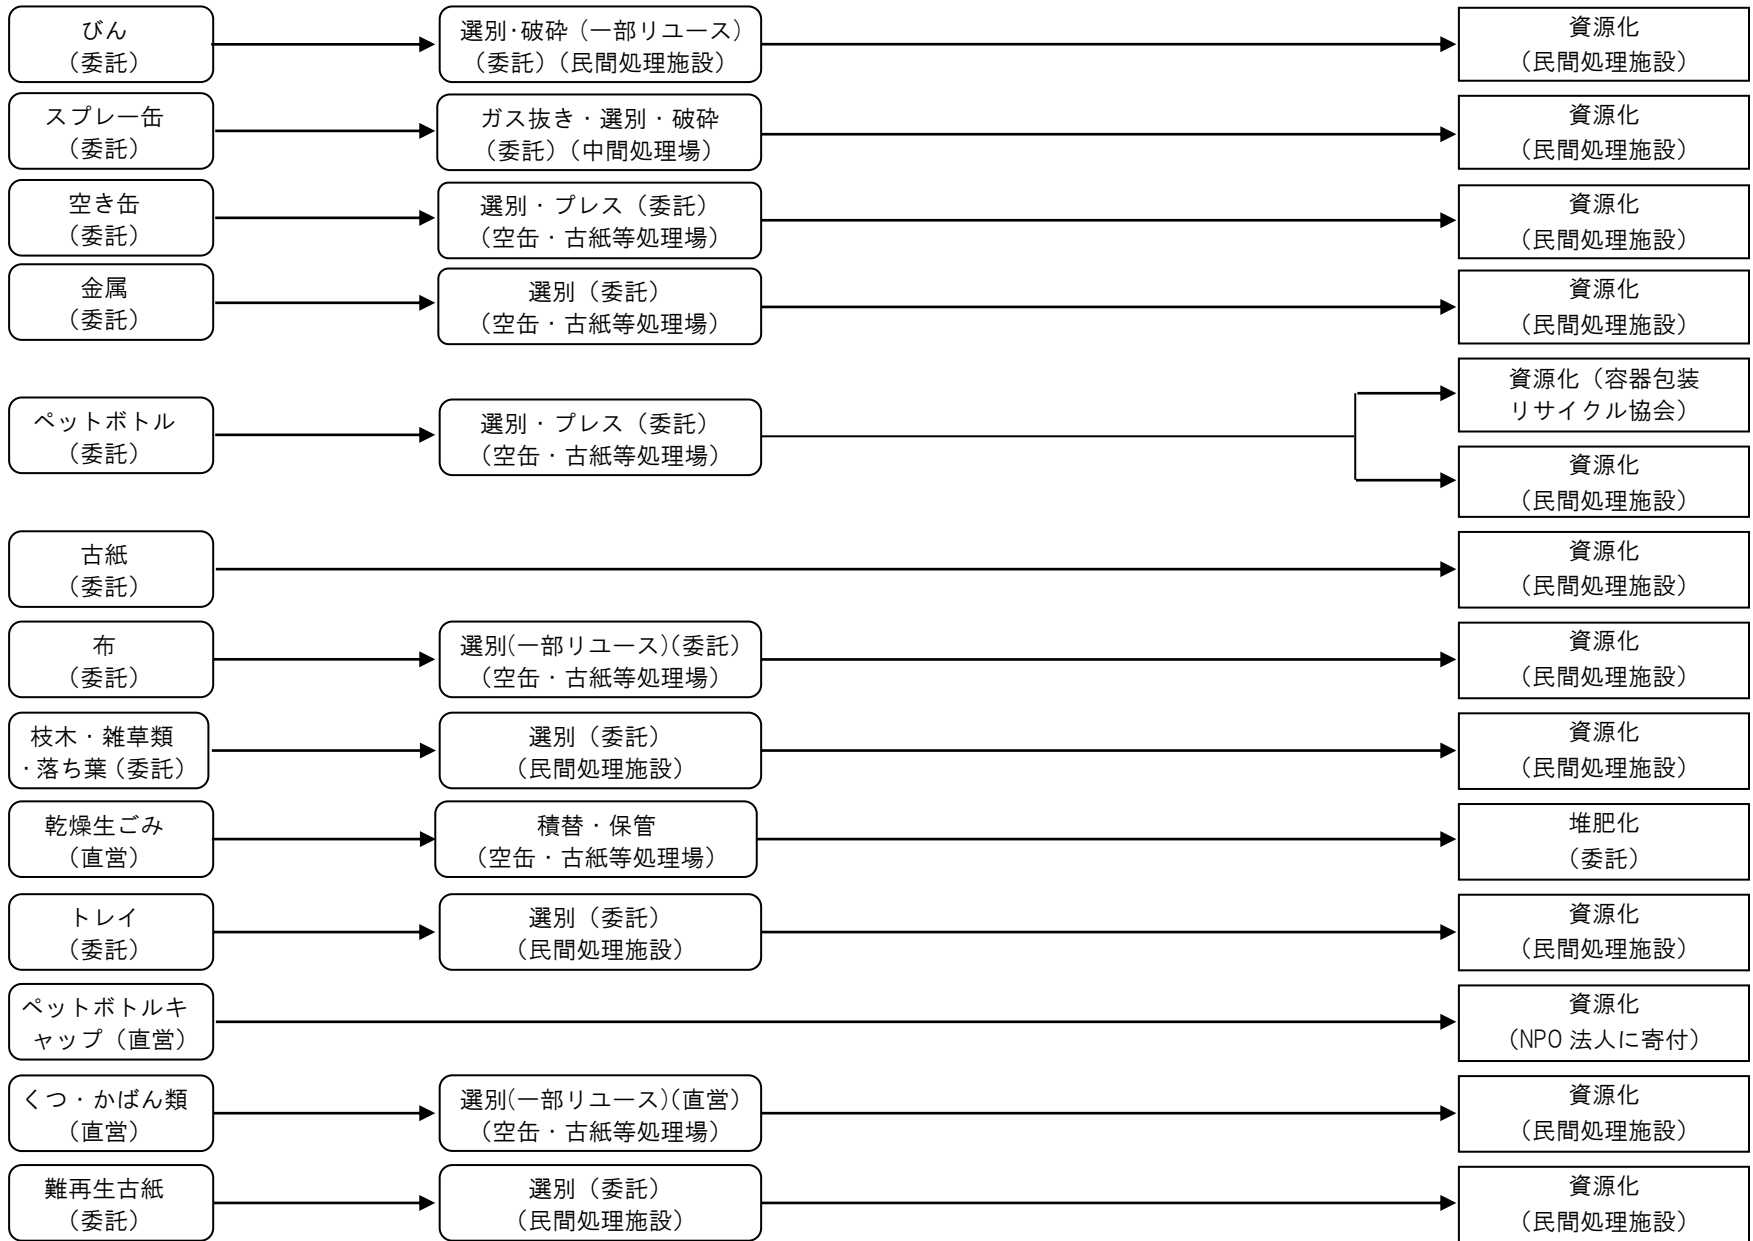 びん
（委託）
選別･破砕（一部リユース）
（委託）（民間処理施設）
資源化
（民間処理施設）
スプレー缶
（委託）
ガス抜き・選別・破砕
（委託）（中間処理場）
資源化
（民間処理施設）
空き缶
（委託）
選別・プレス（委託）
（空缶・古紙等処理場）
資源化
（民間処理施設）
金属
（委託）
選別（委託）
（空缶・古紙等処理場）
資源化
（民間処理施設）
ペットボトル
（委託）
選別・プレス（委託）
（空缶・古紙等処理場）
資源化（容器包装
リサイクル協会）
資源化
（民間処理施設）
古紙
（委託）
資源化
（民間処理施設）
布
（委託）
選別(一部リユース)(委託）
（空缶・古紙等処理場）
資源化
（民間処理施設）
枝木・雑草類
・落ち葉（委託）
選別（委託）
（民間処理施設）
資源化
（民間処理施設）
乾燥生ごみ
（直営）
積替・保管
（空缶・古紙等処理場）
堆肥化
（委託）
トレイ
（委託）
選別（委託）
（民間処理施設）
資源化
（民間処理施設）
ペットボトルキ
ャップ（直営）
資源化
（NPO 法人に寄付）
くつ・かばん類
（直営）
選別(一部リユース)(直営）
（空缶・古紙等処理場）
資源化
（民間処理施設）
難再生古紙
（委託）
選別（委託）
（民間処理施設）
資源化
（民間処理施設）